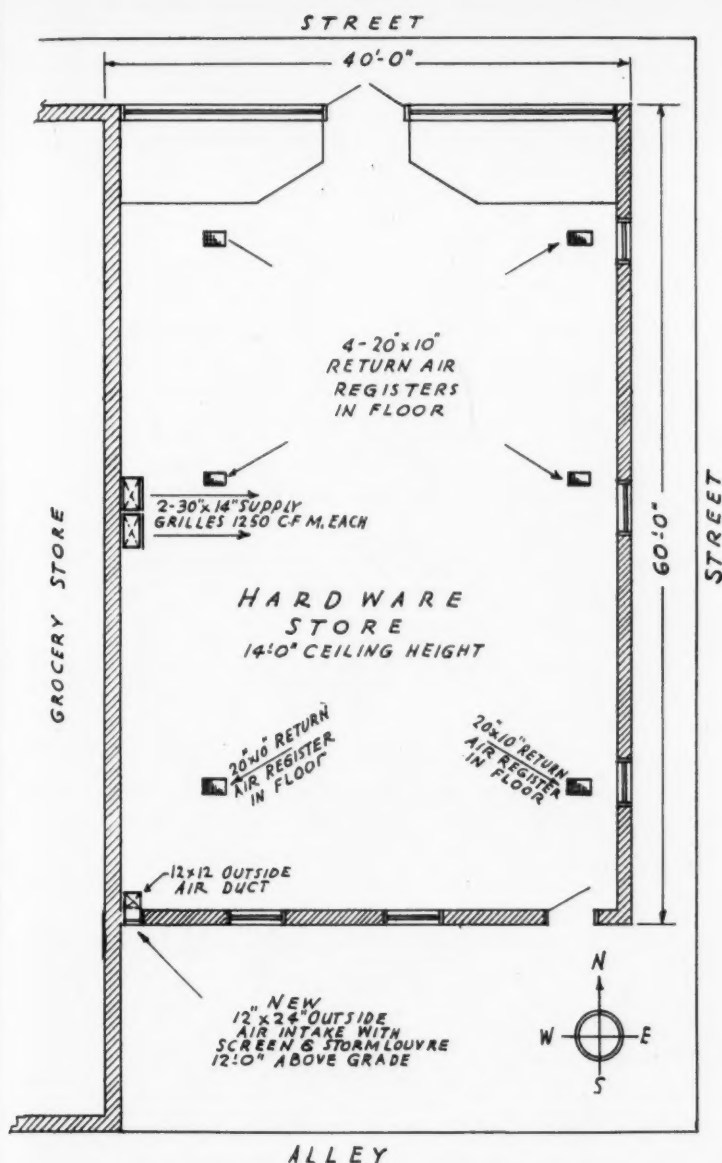 STREET
40'-0"
4-20"x10"
RETURN AIR
REGISTERS
IN FLOOR
2-30"x14" SUPPLY
GRILLES 1250 C.F.M. EACH
GROCERY STORE
60'-0"
STREET
HARDWARE
STORE
14'-0" CEILING HEIGHT
20"x10" RETURN
AIR REGISTER
IN FLOOR
20"x10" RETURN
AIR REGISTER
IN FLOOR
12x12 OUTSIDE
AIR DUCT
NEW
12"x24" OUTSIDE
AIR INTAKE WITH
SCREEN & STORM LOUVRE
12'-0" ABOVE GRADE
N
W E
S
ALLEY